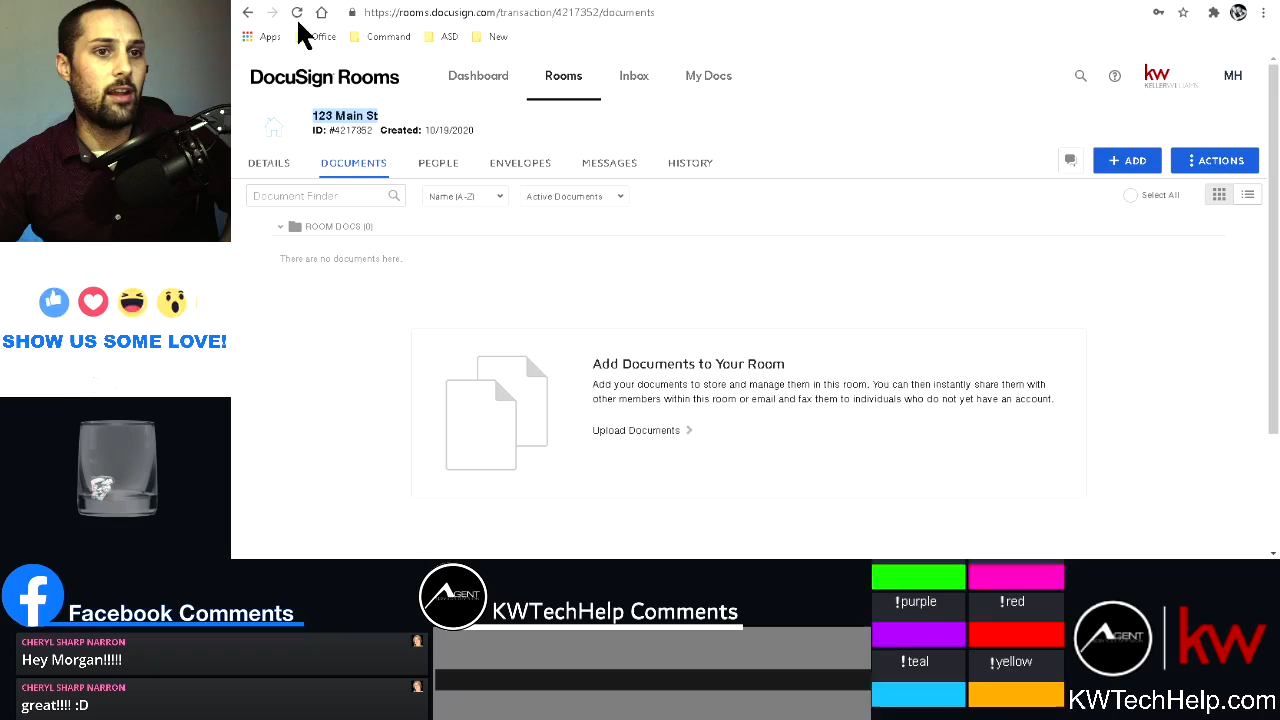 https://rooms.docusign.com/transaction/4217352/documents
Apps Office Command ASD New
DocuSign Rooms Dashboard Rooms Inbox My Docs kw KELLERWILLIAMS MH
123 Main St
ID: #4217352 Created: 10/19/2020
DETAILS DOCUMENTS PEOPLE ENVELOPES MESSAGES HISTORY + ADD ACTIONS
Document Finder Name (A-Z) Active Documents Select All
ROOM DOCS (0)
There are no documents here.
Add Documents to Your Room
Add your documents to store and manage them in this room. You can then instantly share them with
other members within this room or email and fax them to individuals who do not yet have an account.
Upload Documents
SHOW US SOME LOVE!
Facebook Comments
CHERYL SHARP NARRON
Hey Morgan!!!!!
CHERYL SHARP NARRON
great!!!! :D
AGENT
KWTechHelp Comments
!purple !red
!teal !yellow
AGENT kw
KWTechHelp.com